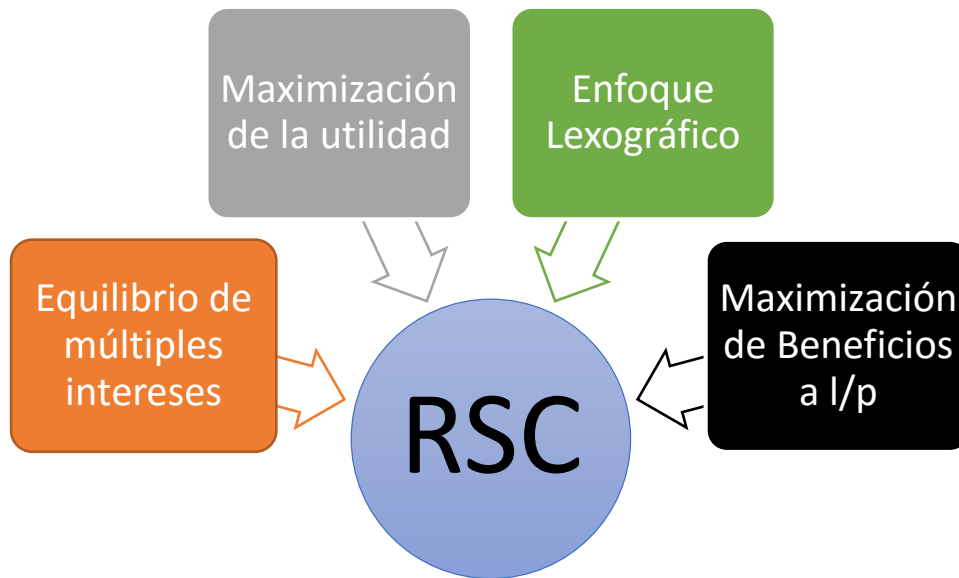 Maximización
de la utilidad
Enfoque
Lexográfico
Equilibrio de
múltiples
intereses
Maximización
de Beneficios
a l/p
RSC